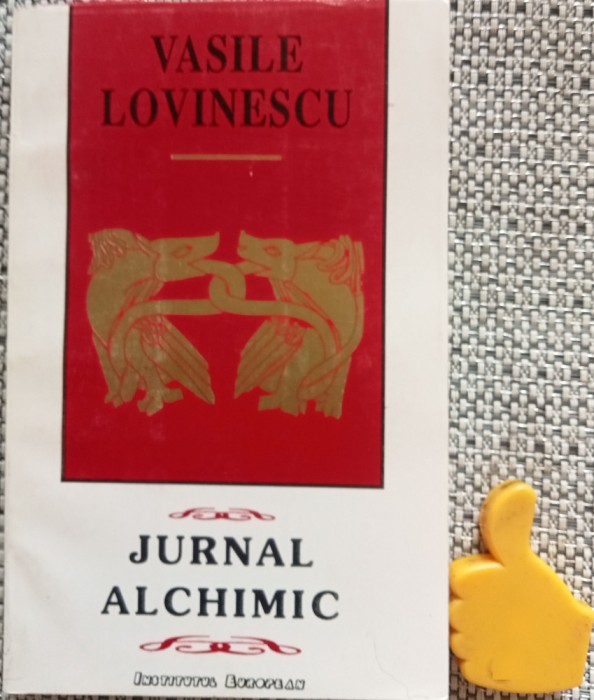 VASILE
LOVINESCU
JURNAL
ALCHIMIC
INSTITUTUL EUROPEAN